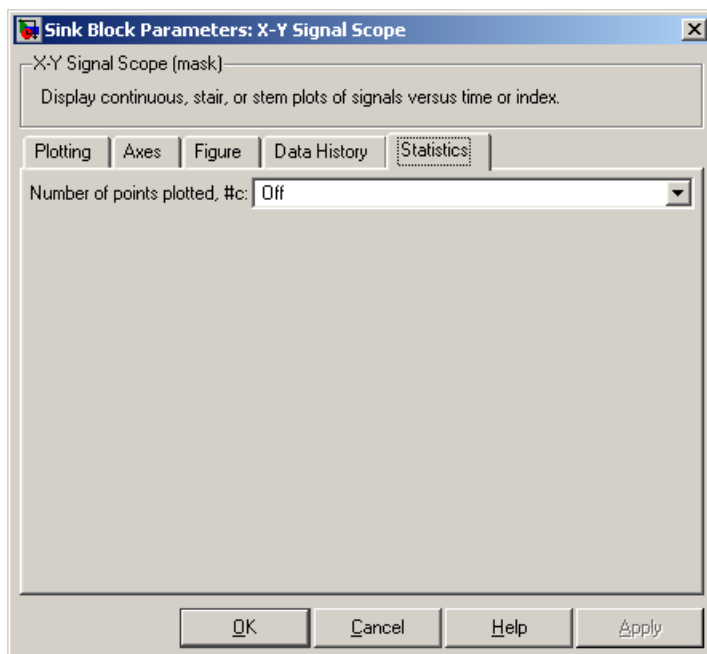 Sink Block Parameters: X-Y Signal Scope
X-Y Signal Scope (mask)
Display continuous, stair, or stem plots of signals versus time or index.
Plotting Axes Figure Data History Statistics
Number of points plotted, #c: Off
OK Cancel Help Apply